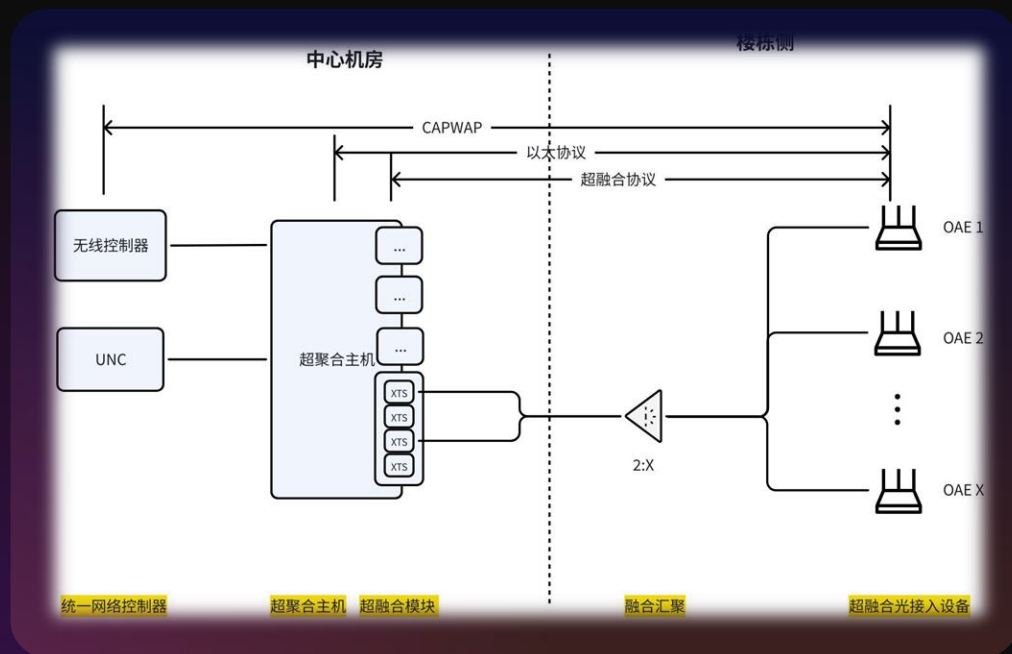 中心机房
楼栋侧
CAPWAP
以太协议
超融合协议
无线控制器
UNC
超聚合主机
...
...
...
XTS
XTS
XTS
XTS
2:X
OAE 1
OAE 2
OAE X
统一网络控制器
超聚合主机
超融合模块
融合汇聚
超融合光接入设备